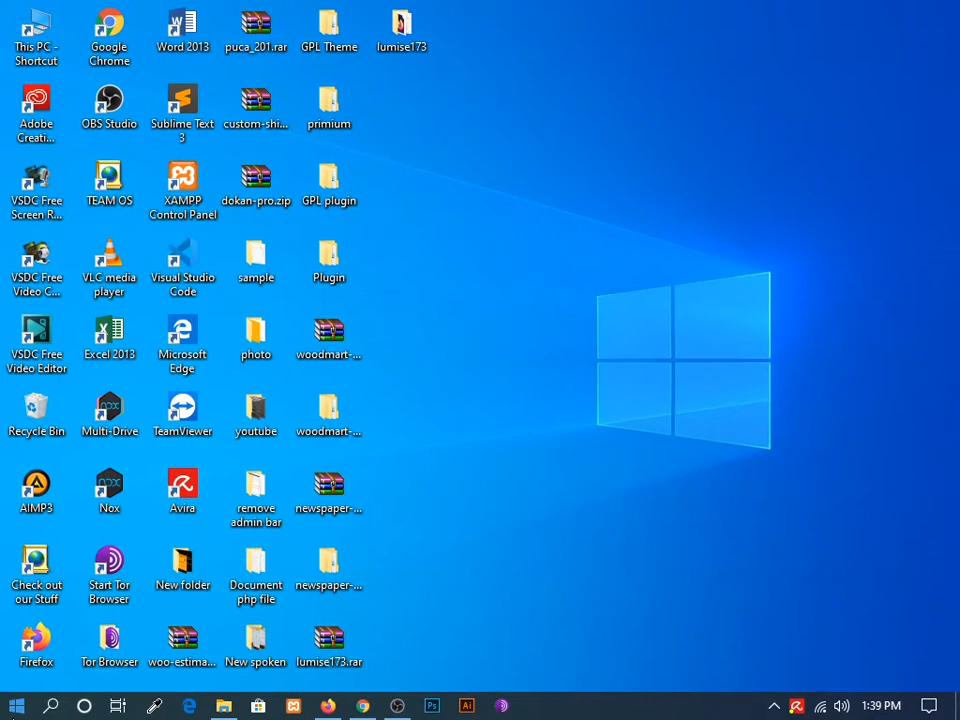 This PC -
Shortcut
Google
Chrome
Word 2013
puca_201.rar
GPL Theme
lumise173
Adobe
Creati...
OBS Studio
Sublime Text
3
custom-shi...
primium
VSDC Free
Screen R...
TEAM OS
XAMPP
Control Panel
dokan-pro.zip
GPL plugin
VSDC Free
Video C...
VLC media
player
Visual Studio
Code
sample
Plugin
VSDC Free
Video Editor
Excel 2013
Microsoft
Edge
photo
woodmart-...
Recycle Bin
Multi-Drive
TeamViewer
youtube
woodmart-...
AIMP3
Nox
Avira
remove
admin bar
newspaper-...
Check out
our Stuff
Start Tor
Browser
New folder
Document
php file
newspaper-...
Firefox
Tor Browser
woo-estima...
New spoken
lumise173.rar
Ps
Ai
1:39 PM